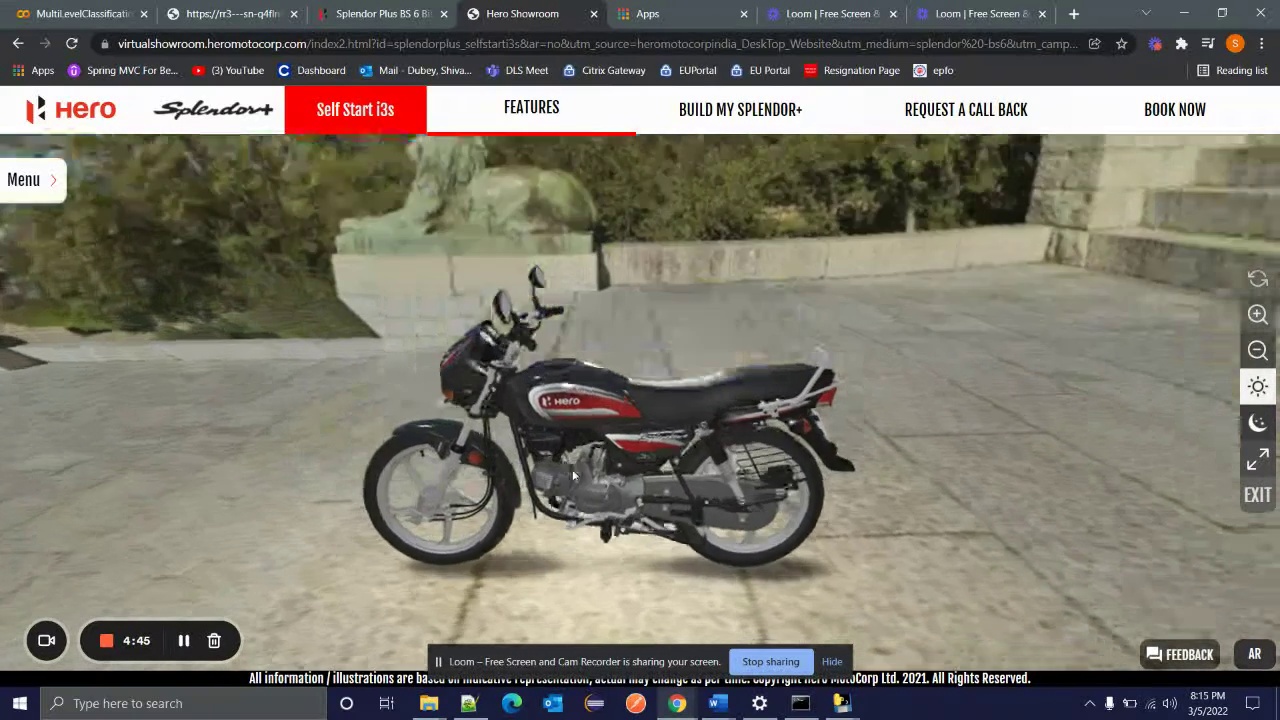 MultiLevelClassificatio
https://rr3---sn-q4flr
Splendor Plus BS 6 Bi
Hero Showroom
Apps
Loom | Free Screen &
Loom | Free Screen &
virtualshowroom.heromotocorp.com/index2.html?id=splendorplus_selfstarti3s&ar=no&utm_source=heromotocorpindia_DeskTop_Website&utm_medium=splendor%20-bs6&utm_camp...
Apps
Spring MVC For Be...
(3) YouTube
Dashboard
Mail - Dubey, Shiva...
DLS Meet
Citrix Gateway
EUPortal
EU Portal
Resignation Page
epfo
Reading list
Hero
Splendor+
Self Start i3s
FEATURES
BUILD MY SPLENDOR+
REQUEST A CALL BACK
BOOK NOW
Menu
Hero
EXIT
4:45
Loom – Free Screen and Cam Recorder is sharing your screen.
Stop sharing
Hide
FEEDBACK
AR
All information / illustrations are based on indicative representation, actual may change as per time. Copyright Hero MotoCorp Ltd. 2021. All Rights Reserved.
Type here to search
8:15 PM
3/5/2022